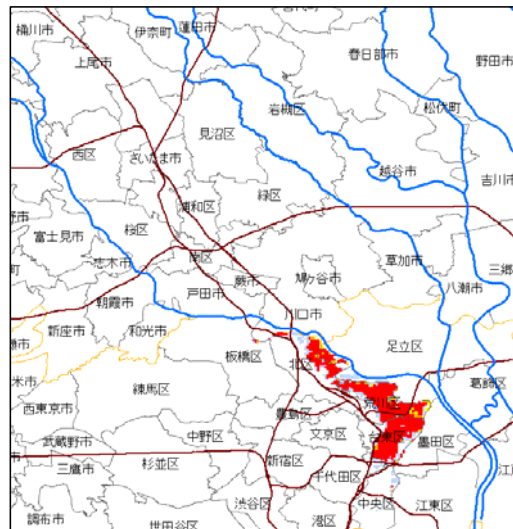 桶川市
伊奈町
蓮田市
春日部市
野田市
上尾市
岩槻区
松伏町
見沼区
西区
さいたま市
越谷市
吉川市
緑区
浦和区
桜区
富士見市
志木市
南区
草加市
三郷
蕨市
鳩ヶ谷市
八潮市
戸田市
朝霞市
川口市
新座市
和光市
足立区
板橋区
北区
葛飾区
練馬区
荒川区
西東京市
豊島区
文京区
台東区
墨田区
中野区
武蔵野市
杉並区
新宿区
三鷹市
千代田区
渋谷区
中央区
江東区
調布市
世田谷区
港区